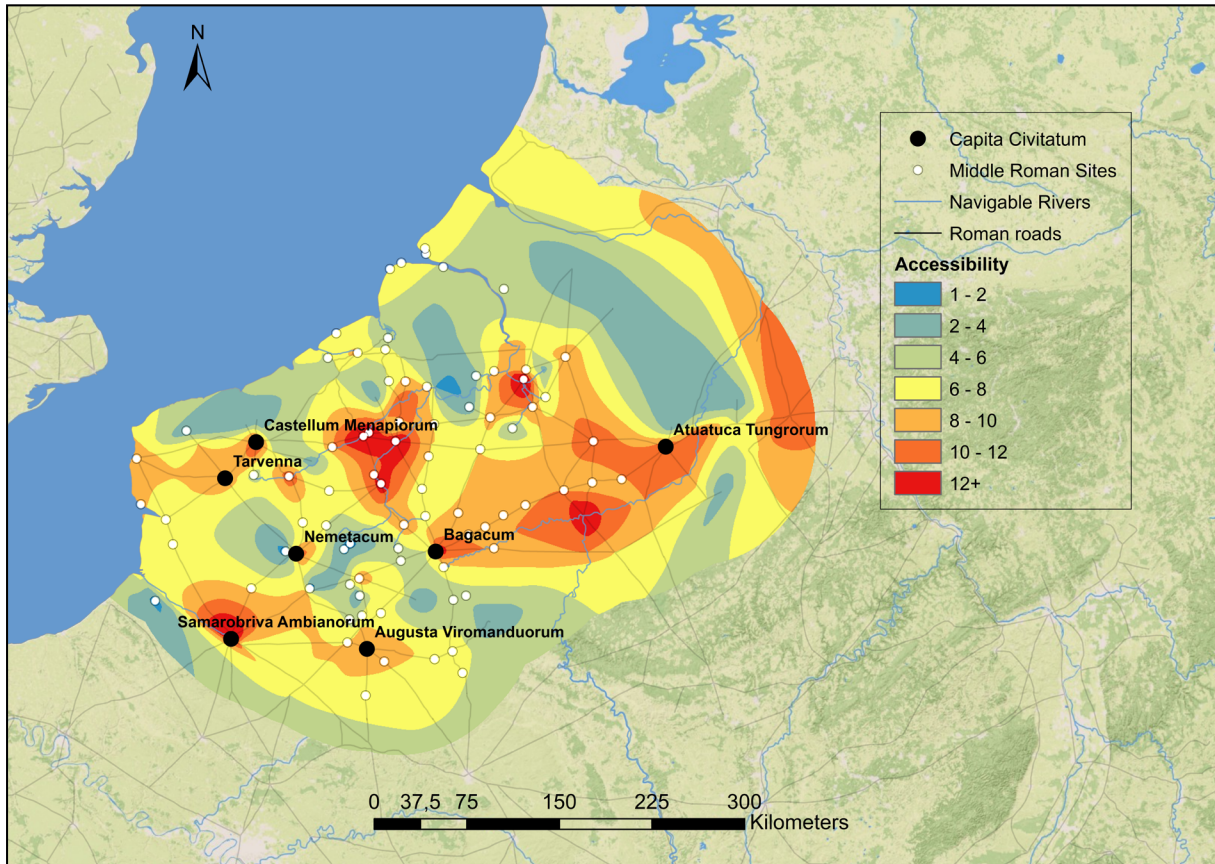 N
Capita Civitatum
Middle Roman Sites
Navigable Rivers
Roman roads
Accessibility
1 - 2
2 - 4
4 - 6
6 - 8
8 - 10
10 - 12
12+
Castellum Menapiorum
Atuatuca Tungrorum
Tarvenna
Nemetacum
Bagacum
Samarobriva Ambianorum
Augusta Viromanduorum
0 37,5 75 150 225 300
Kilometers